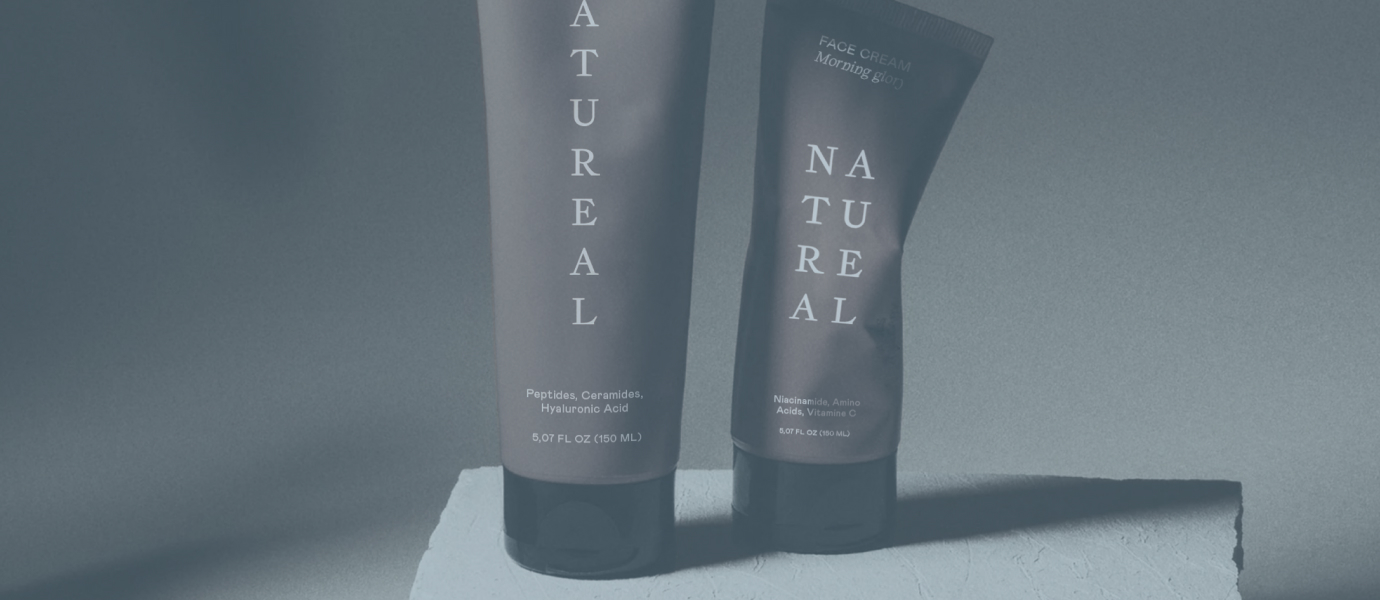 A
T
U
R
E
A
L
Peptides, Ceramides,
Hyaluronic Acid
5,07 FL OZ (150 ML)
FACE CREAM
Morning glory
N A
T U
R E
A L
Niacinamide, Amino
Acids, Vitamine C
5,07 FL OZ (150 ML)